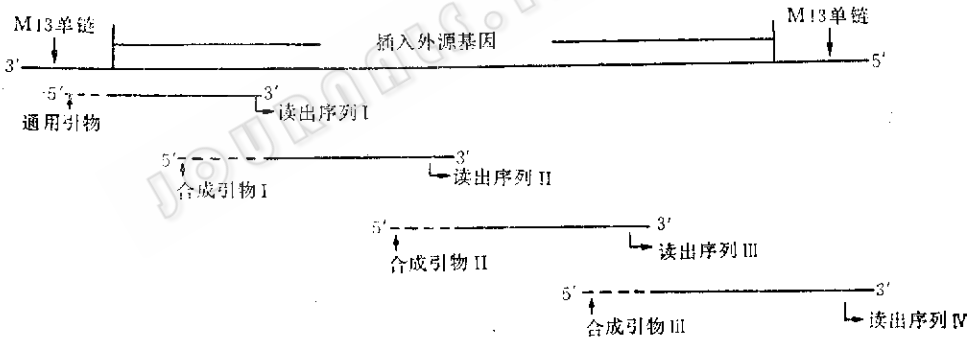 M13单链
M13单链
插入外源基因
3′
5′
5′
3′
通用引物
读出序列 I
5′
3′
合成引物 I
读出序列 II
5′
3′
合成引物 II
读出序列 III
5′
3′
合成引物 III
读出序列 IV
JOURNALS.